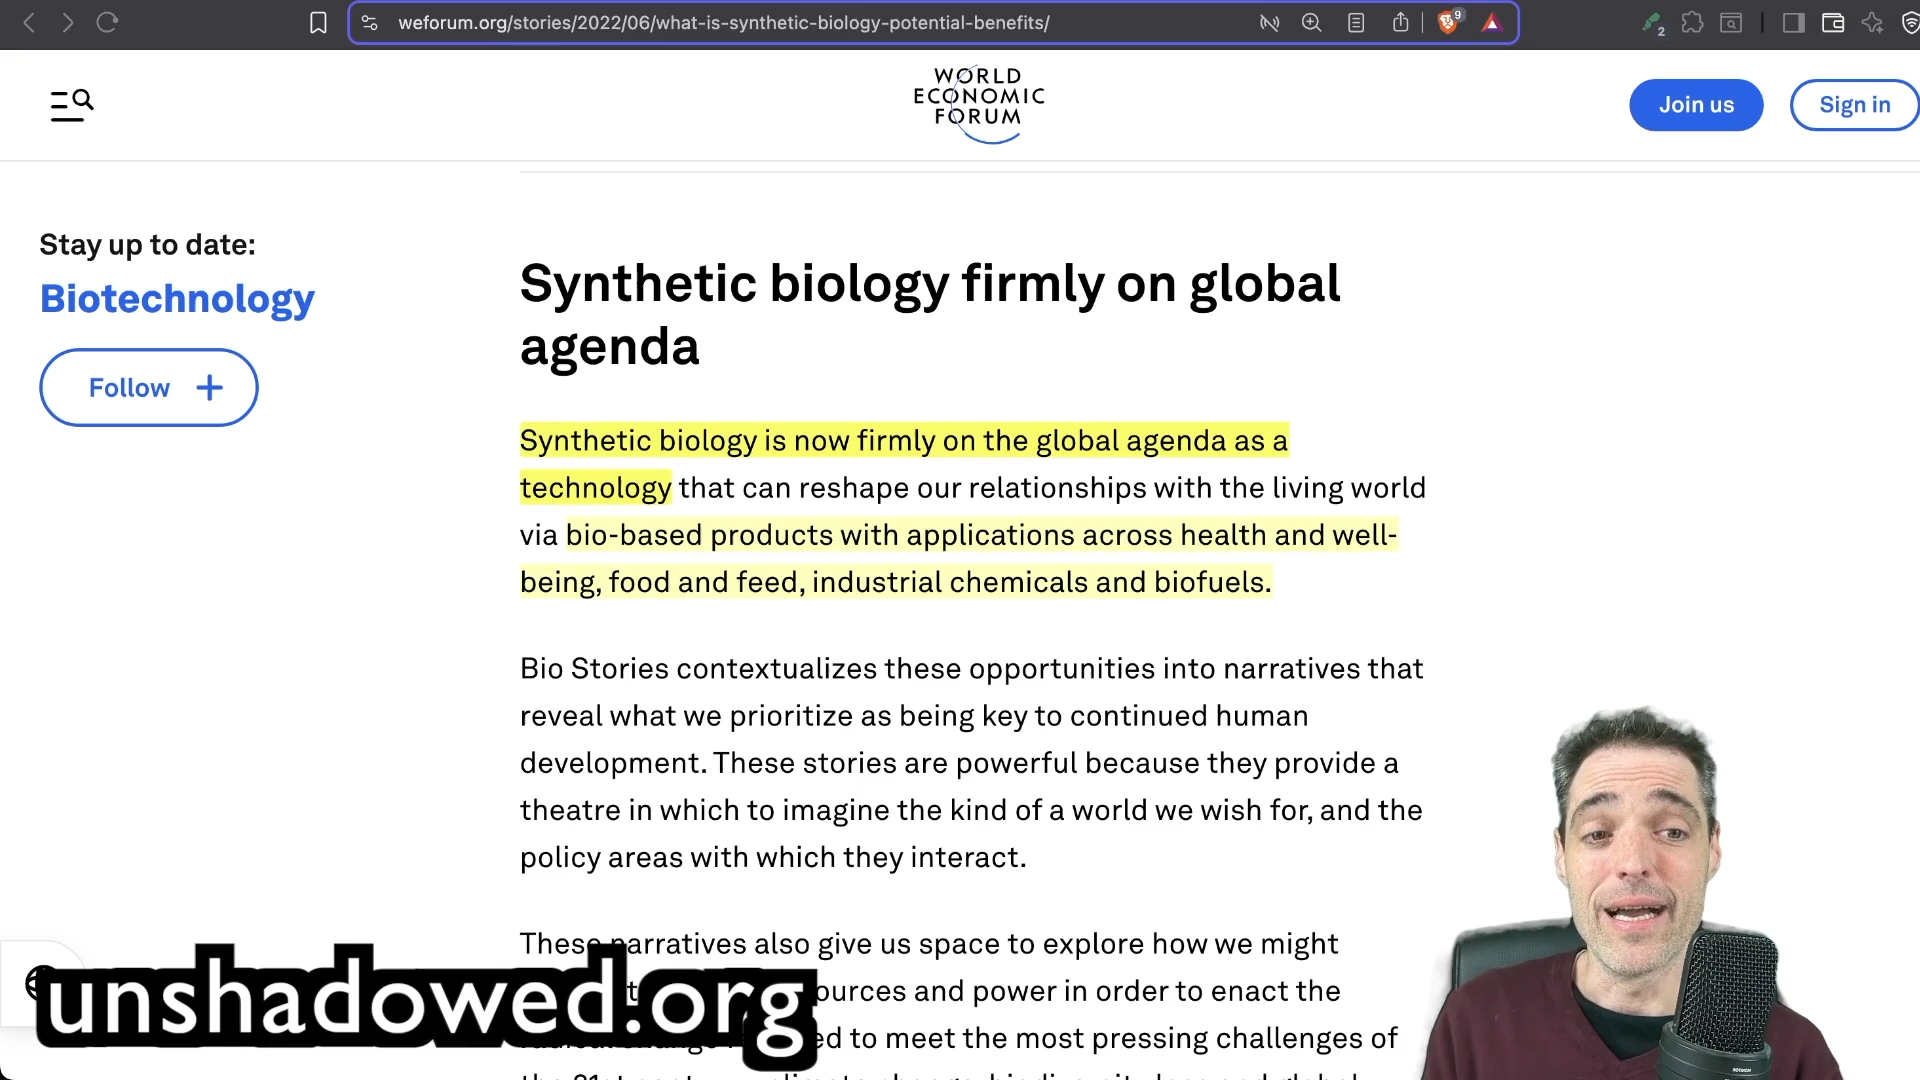 weforum.org/stories/2022/06/what-is-synthetic-biology-potential-benefits/
9
2
WORLD
ECONOMIC
FORUM
Join us
Sign in
Stay up to date:
Biotechnology
Follow +
Synthetic biology firmly on global
agenda
Synthetic biology is now firmly on the global agenda as a
technology that can reshape our relationships with the living world
via bio-based products with applications across health and well-
being, food and feed, industrial chemicals and biofuels.
Bio Stories contextualizes these opportunities into narratives that
reveal what we prioritize as being key to continued human
development. These stories are powerful because they provide a
theatre in which to imagine the kind of a world we wish for, and the
policy areas with which they interact.
These narratives also give us space to explore how we might
and power in order to enact the
to meet the most pressing challenges of
unshadowed.org